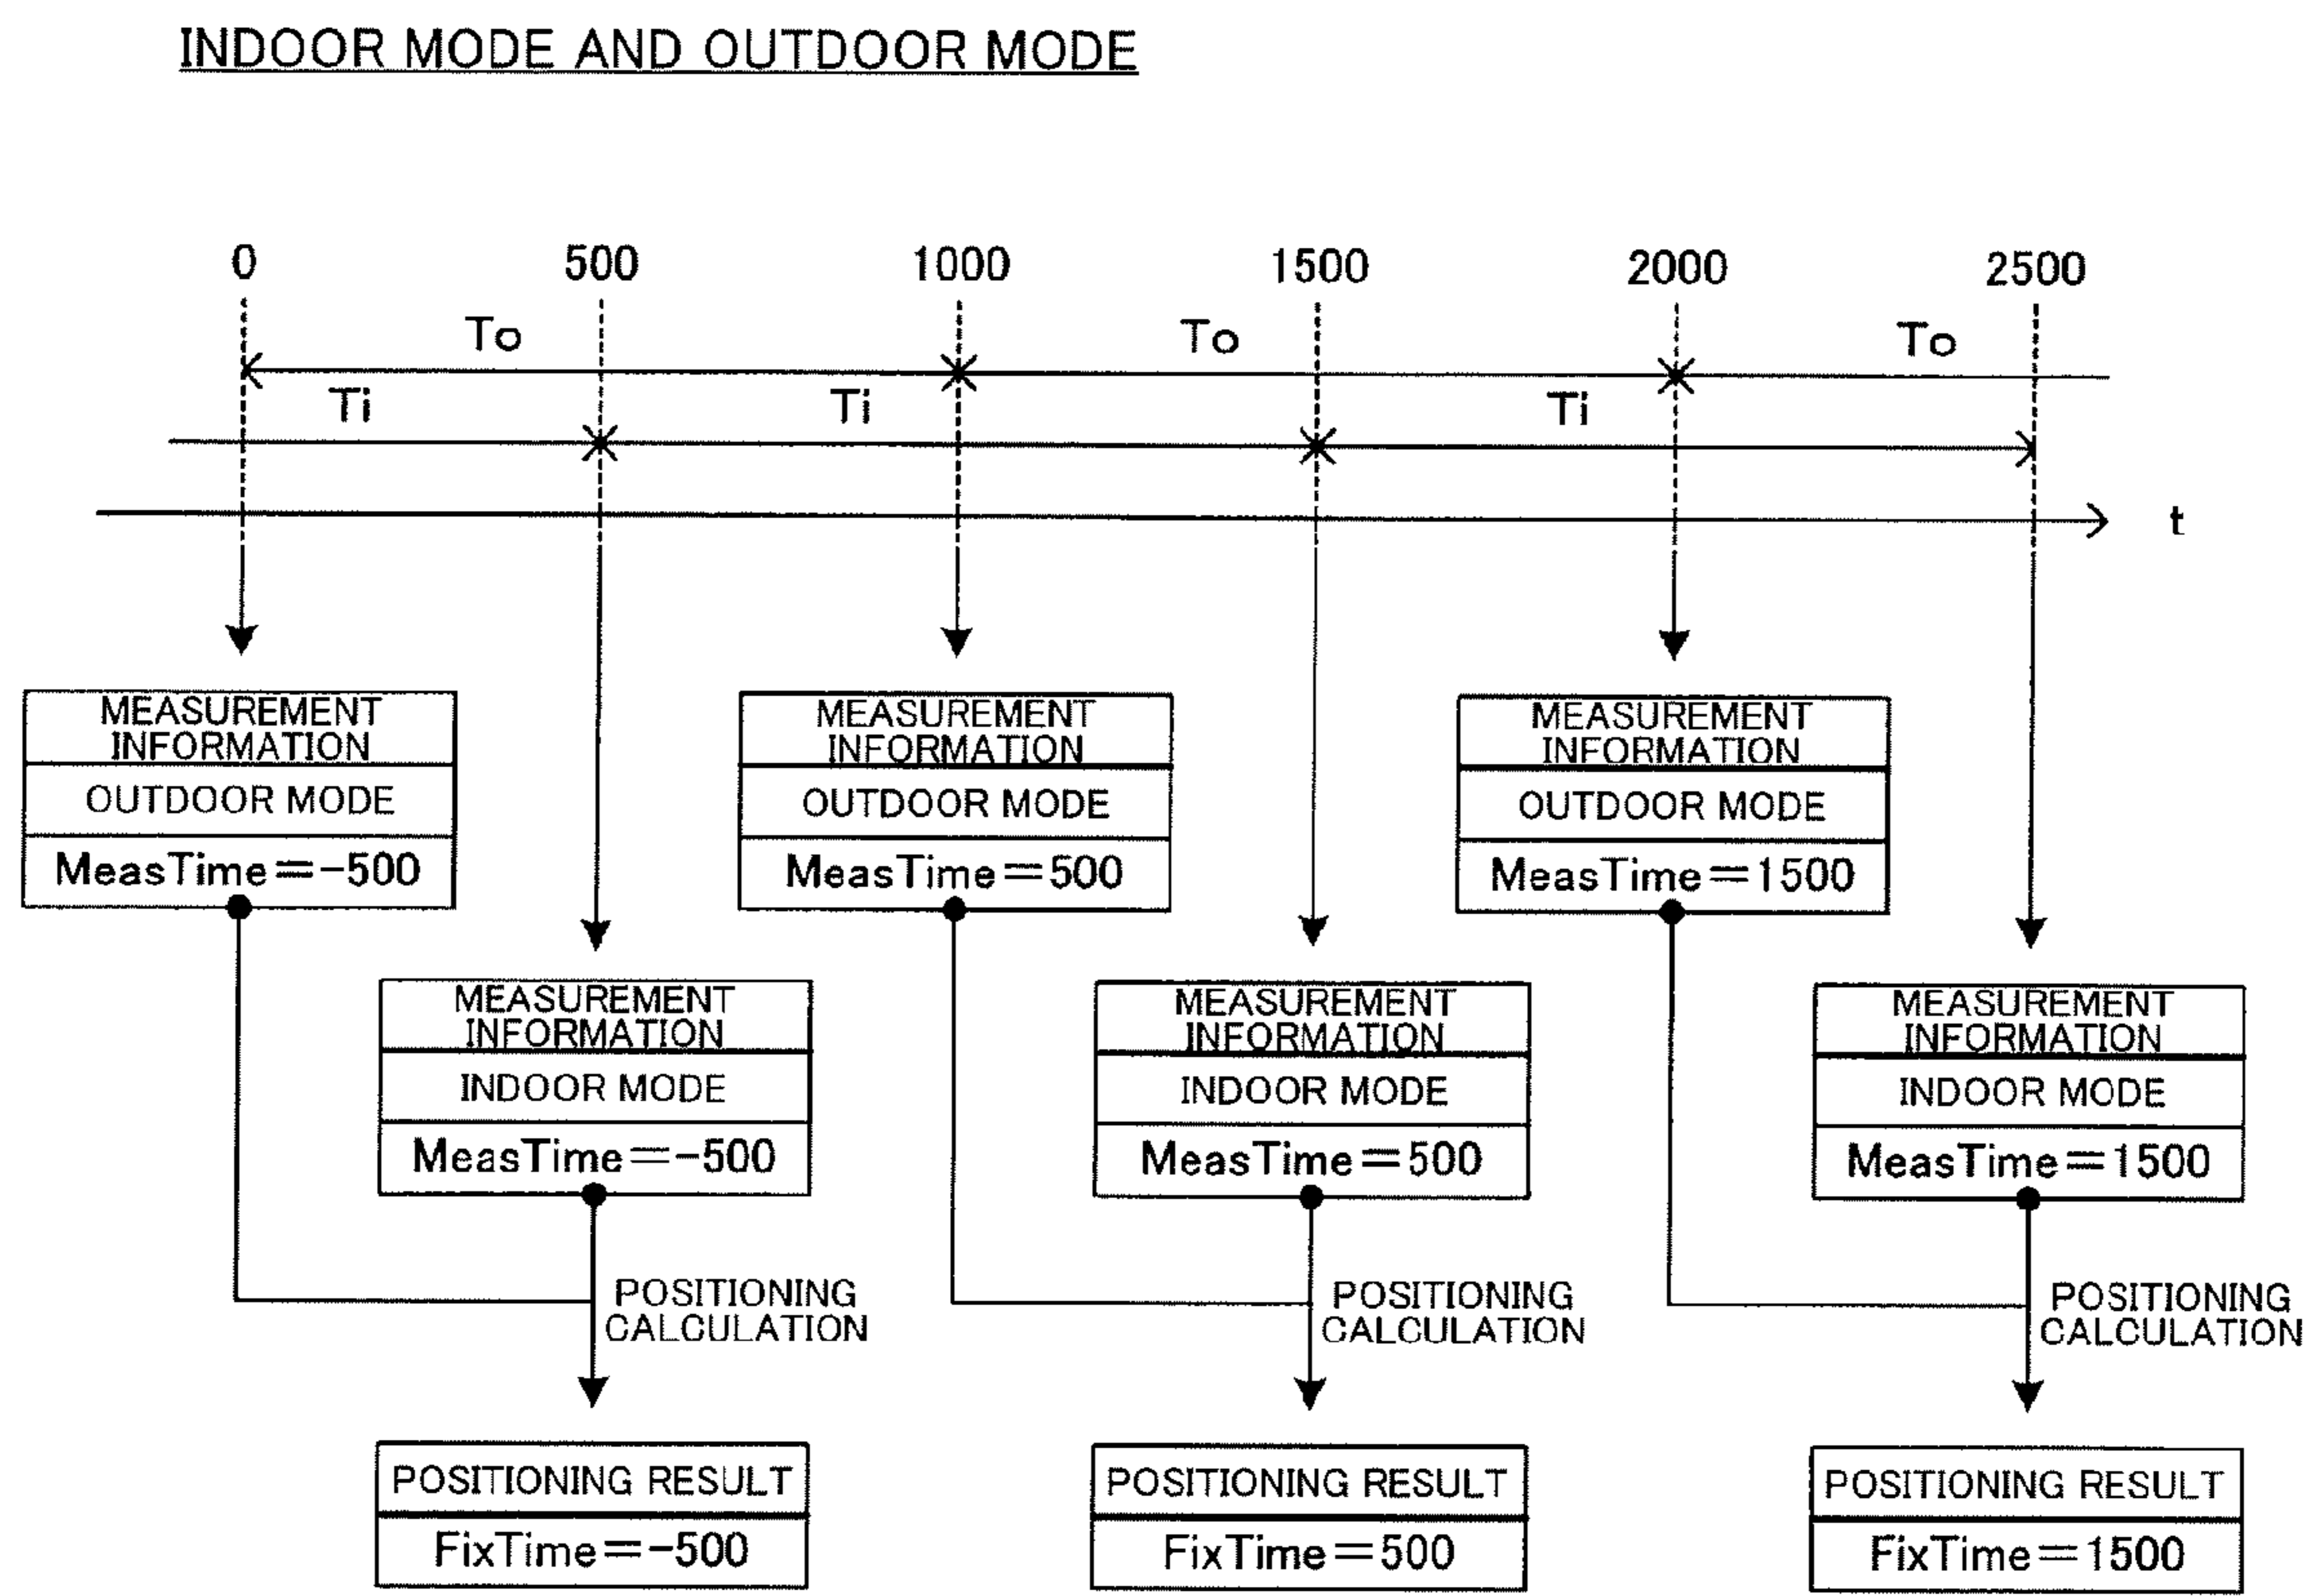 INDOOR MODE AND OUTDOOR MODE
0 500 1000 1500 2000 2500
To To To
Ti Ti Ti
t
MEASUREMENT
INFORMATION
OUTDOOR MODE
MeasTime=-500
MEASUREMENT
INFORMATION
OUTDOOR MODE
MeasTime=500
MEASUREMENT
INFORMATION
OUTDOOR MODE
MeasTime=1500
MEASUREMENT
INFORMATION
INDOOR MODE
MeasTime=-500
MEASUREMENT
INFORMATION
INDOOR MODE
MeasTime=500
MEASUREMENT
INFORMATION
INDOOR MODE
MeasTime=1500
POSITIONING
CALCULATION
POSITIONING
CALCULATION
POSITIONING
CALCULATION
POSITIONING RESULT
FixTime=-500
POSITIONING RESULT
FixTime=500
POSITIONING RESULT
FixTime=1500